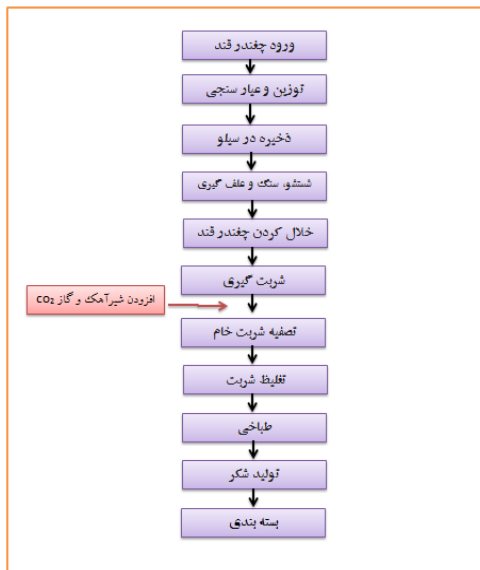 ورود چغندر قند
توزین و عیار سنجی
ذخیره در سیلو
شستشو، سنگ و علف گیری
خلال کردن چغندر قند
شربت گیری
افزودن شیرآهک و گاز CO₂
تصفیه شربت خام
تغلیظ شربت
طباخی
تولید شکر
بسته بندی